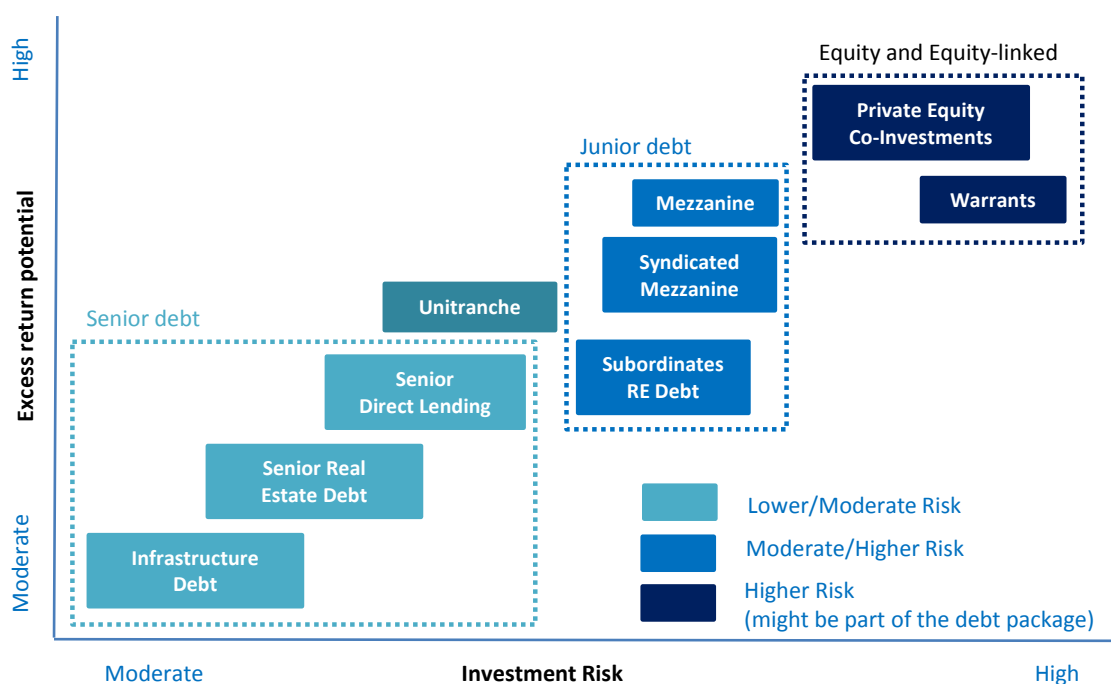 High
Excess return potential
Moderate
Equity and Equity-linked
Private Equity
Co-Investments
Warrants
Junior debt
Mezzanine
Syndicated
Mezzanine
Subordinates
RE Debt
Unitranche
Senior debt
Senior
Direct Lending
Senior Real
Estate Debt
Infrastructure
Debt
Lower/Moderate Risk
Moderate/Higher Risk
Higher Risk
(might be part of the debt package)
Moderate
Investment Risk
High